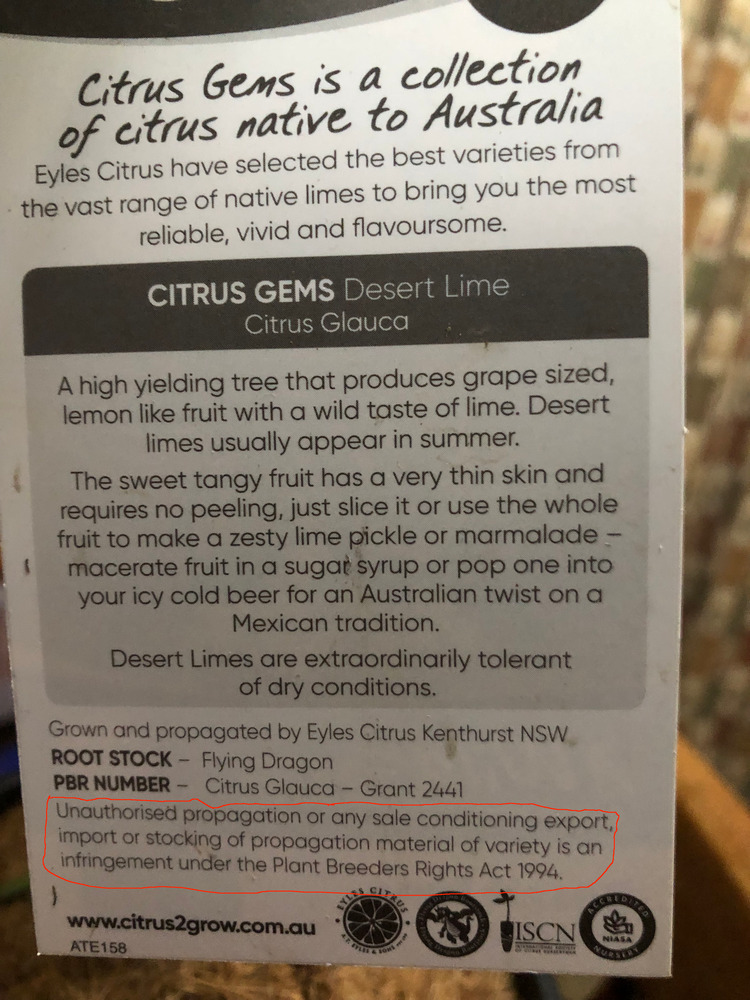 Citrus Gems is a collection
of citrus native to Australia
Eyles Citrus have selected the best varieties from
the vast range of native limes to bring you the most
reliable, vivid and flavoursome.
CITRUS GEMS Desert Lime
Citrus Glauca
A high yielding tree that produces grape sized,
lemon like fruit with a wild taste of lime. Desert
limes usually appear in summer.
The sweet tangy fruit has a very thin skin and
requires no peeling, just slice it or use the whole
fruit to make a zesty lime pickle or marmalade –
macerate fruit in a sugar syrup or pop one into
your icy cold beer for an Australian twist on a
Mexican tradition.
Desert Limes are extraordinarily tolerant
of dry conditions.
Grown and propagated by Eyles Citrus Kenthurst NSW
ROOT STOCK – Flying Dragon
PBR NUMBER – Citrus Glauca – Grant 2441
Unauthorised propagation or any sale conditioning export,
import or stocking of propagation material of variety is an
infringement under the Plant Breeders Rights Act 1994.
www.citrus2grow.com.au
ATE158
EYLES CITRUS
ISCN
ACCREDITED
NIASA
NURSERY